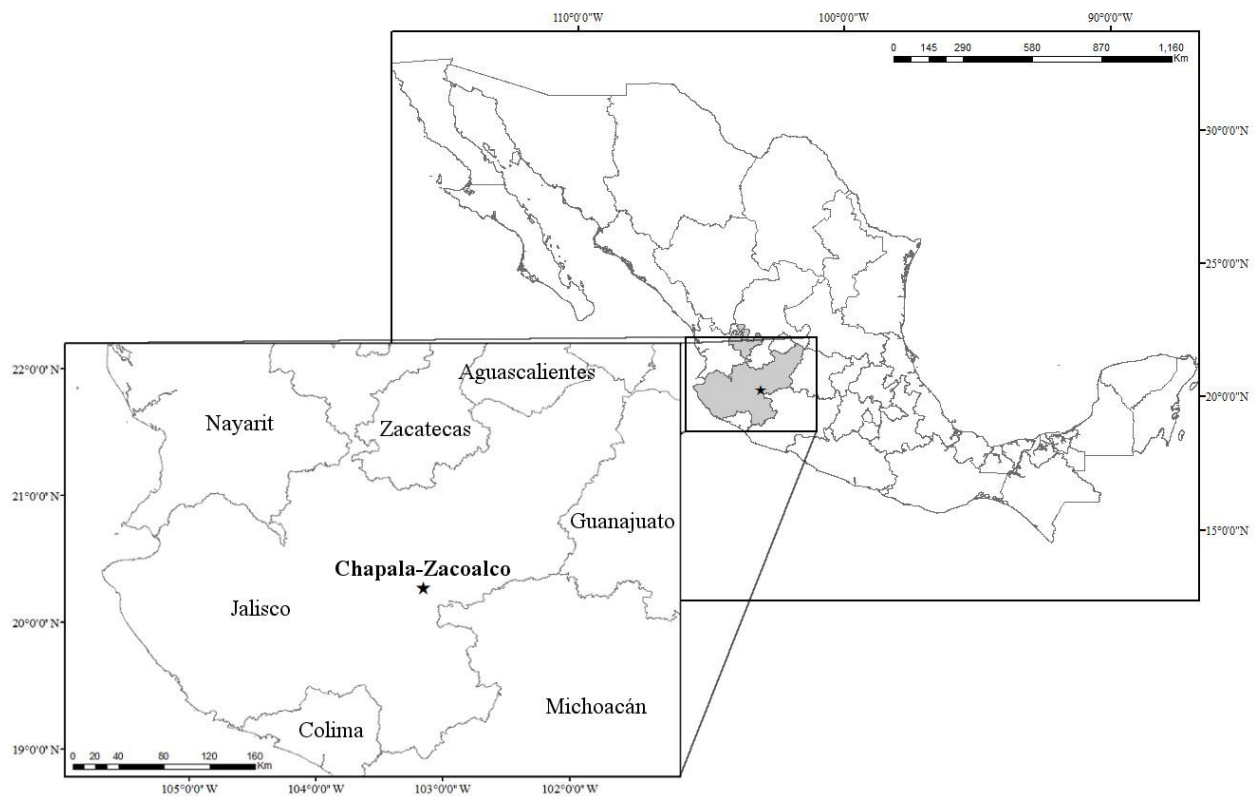 110°0'0"W
100°0'0"W
90°0'0"W
0 145 290 580 870 1,160
Km
30°0'0"N
25°0'0"N
20°0'0"N
15°0'0"N
22°0'0"N
21°0'0"N
20°0'0"N
19°0'0"N
Aguascalientes
Nayarit
Zacatecas
Guanajuato
Chapala-Zacoalco
Jalisco
Michoacán
Colima
0 20 40 80 120 160
Km
105°0'0"W
104°0'0"W
103°0'0"W
102°0'0"W